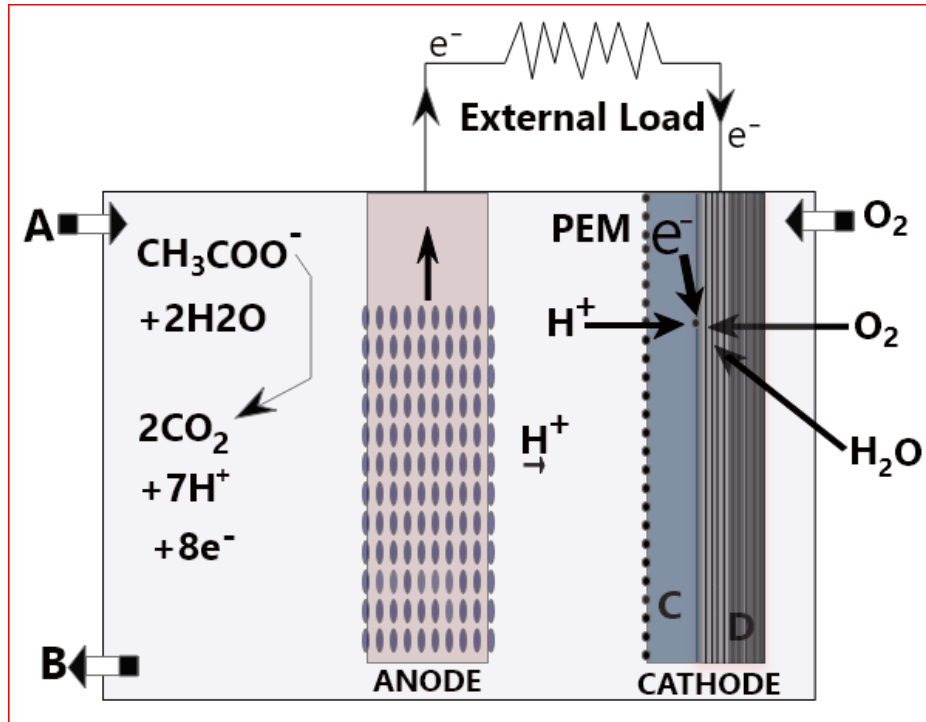 e⁻
External Load
e⁻
A
PEM
e⁻
O₂
CH₃COO⁻
+2H2O
H⁺
O₂
2CO₂
H⁺
H₂O
+7H⁺
+8e⁻
C
D
B
ANODE
CATHODE